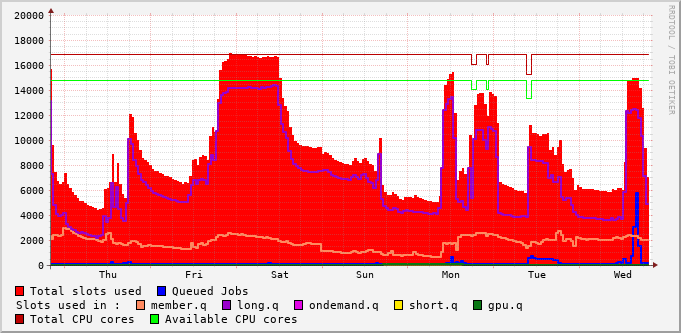 20000
18000
16000
14000
12000
10000
8000
6000
4000
2000
0
Thu Fri Sat Sun Mon Tue Wed
RRDTOOL / TOBI OETIKER
Total slots used Queued Jobs
Slots used in : member.q long.q ondemand.q short.q gpu.q
Total CPU cores Available CPU cores